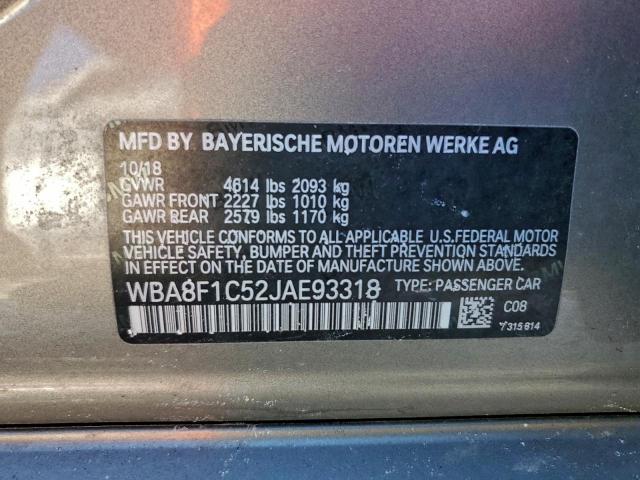 MFD BY BAYERISCHE MOTOREN WERKE AG
10/18
GVWR 4614 lbs 2093 kg
GAWR FRONT 2227 lbs 1010 kg
GAWR REAR 2579 lbs 1170 kg
THIS VEHICLE CONFORMS TO ALL APPLICABLE U.S.FEDERAL MOTOR
VEHICLE SAFETY, BUMPER AND THEFT PREVENTION STANDARDS
IN EFFECT ON THE DATE OF MANUFACTURE SHOWN ABOVE.
WBA8F1C52JAE93318 TYPE: PASSENGER CAR
C08
7315814